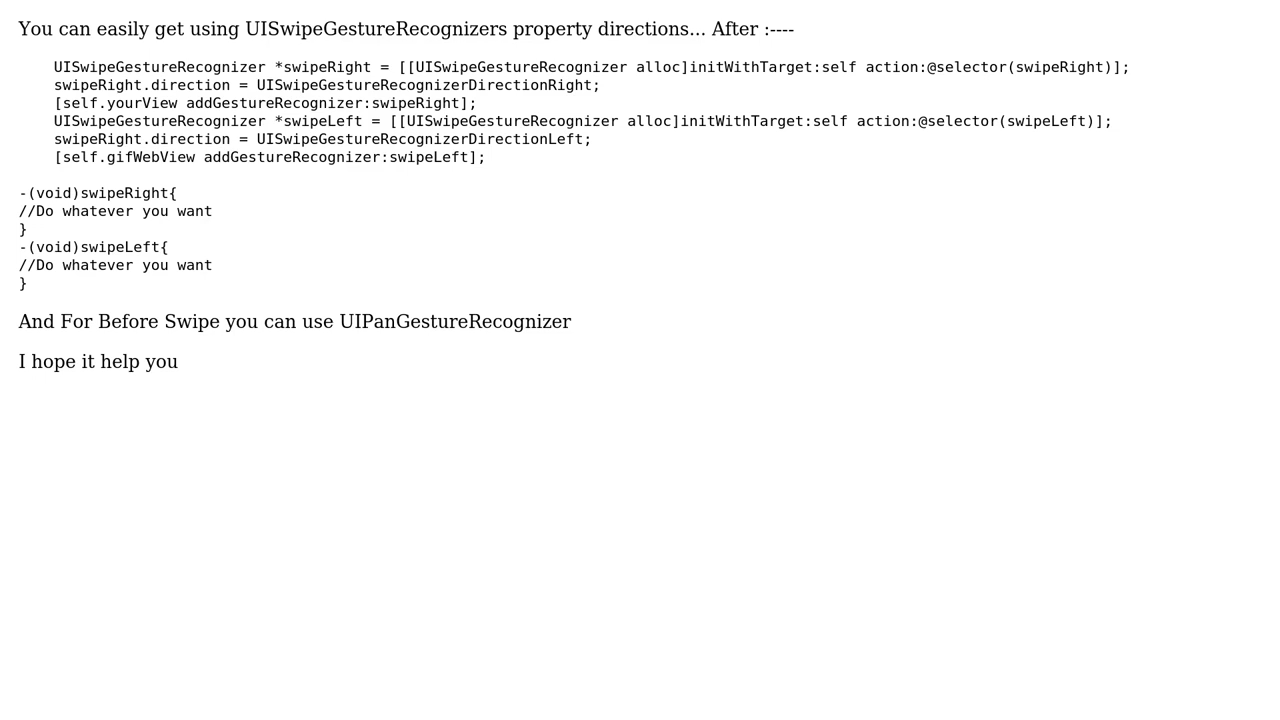 You can easily get using UISwipeGestureRecognizers property directions... After :----
    UISwipeGestureRecognizer *swipeRight = [[UISwipeGestureRecognizer alloc]initWithTarget:self action:@selector(swipeRight)];
    swipeRight.direction = UISwipeGestureRecognizerDirectionRight;
    [self.yourView addGestureRecognizer:swipeRight];
    UISwipeGestureRecognizer *swipeLeft = [[UISwipeGestureRecognizer alloc]initWithTarget:self action:@selector(swipeLeft)];
    swipeRight.direction = UISwipeGestureRecognizerDirectionLeft;
    [self.gifWebView addGestureRecognizer:swipeLeft];
-(void)swipeRight{
//Do whatever you want
}
-(void)swipeLeft{
//Do whatever you want
}
And For Before Swipe you can use UIPanGestureRecognizer
I hope it help you